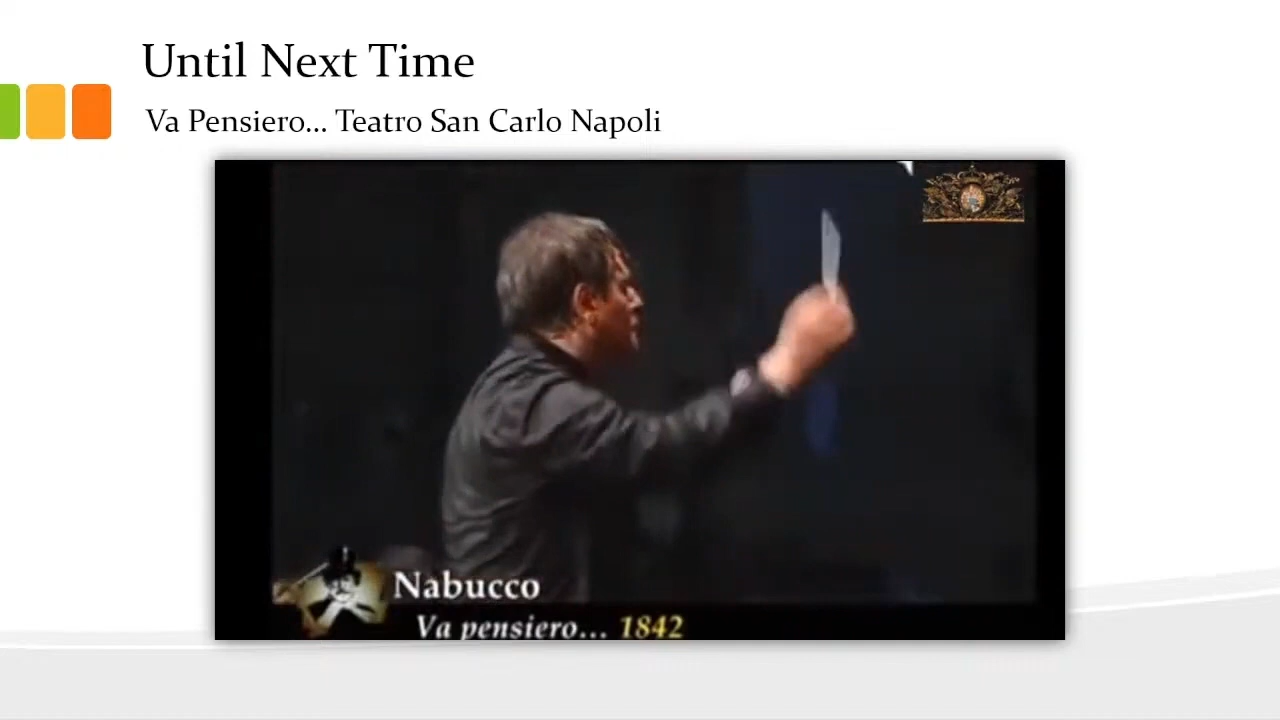 Until Next Time
Va Pensiero... Teatro San Carlo Napoli
Nabucco
Va pensiero... 1842